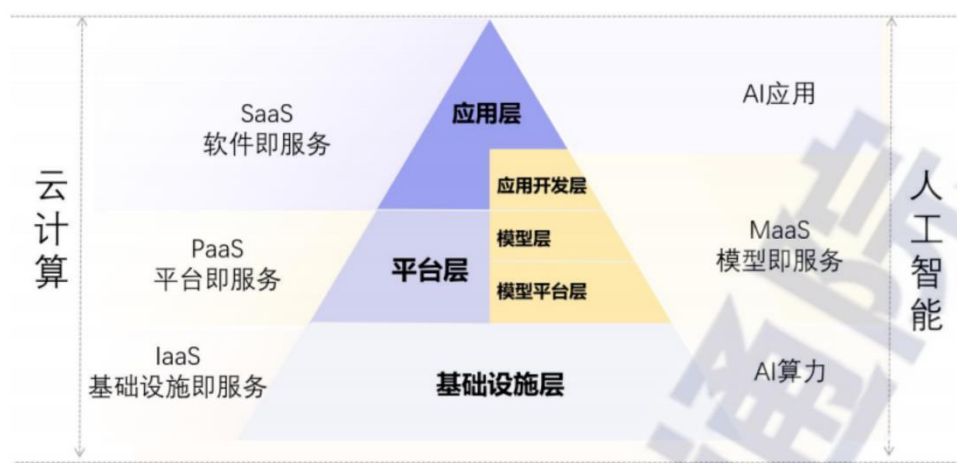 云计算
SaaS
软件即服务
PaaS
平台即服务
IaaS
基础设施即服务
应用层
应用开发层
模型层
平台层
模型平台层
基础设施层
AI应用
MaaS
模型即服务
AI算力
人工智能
通院